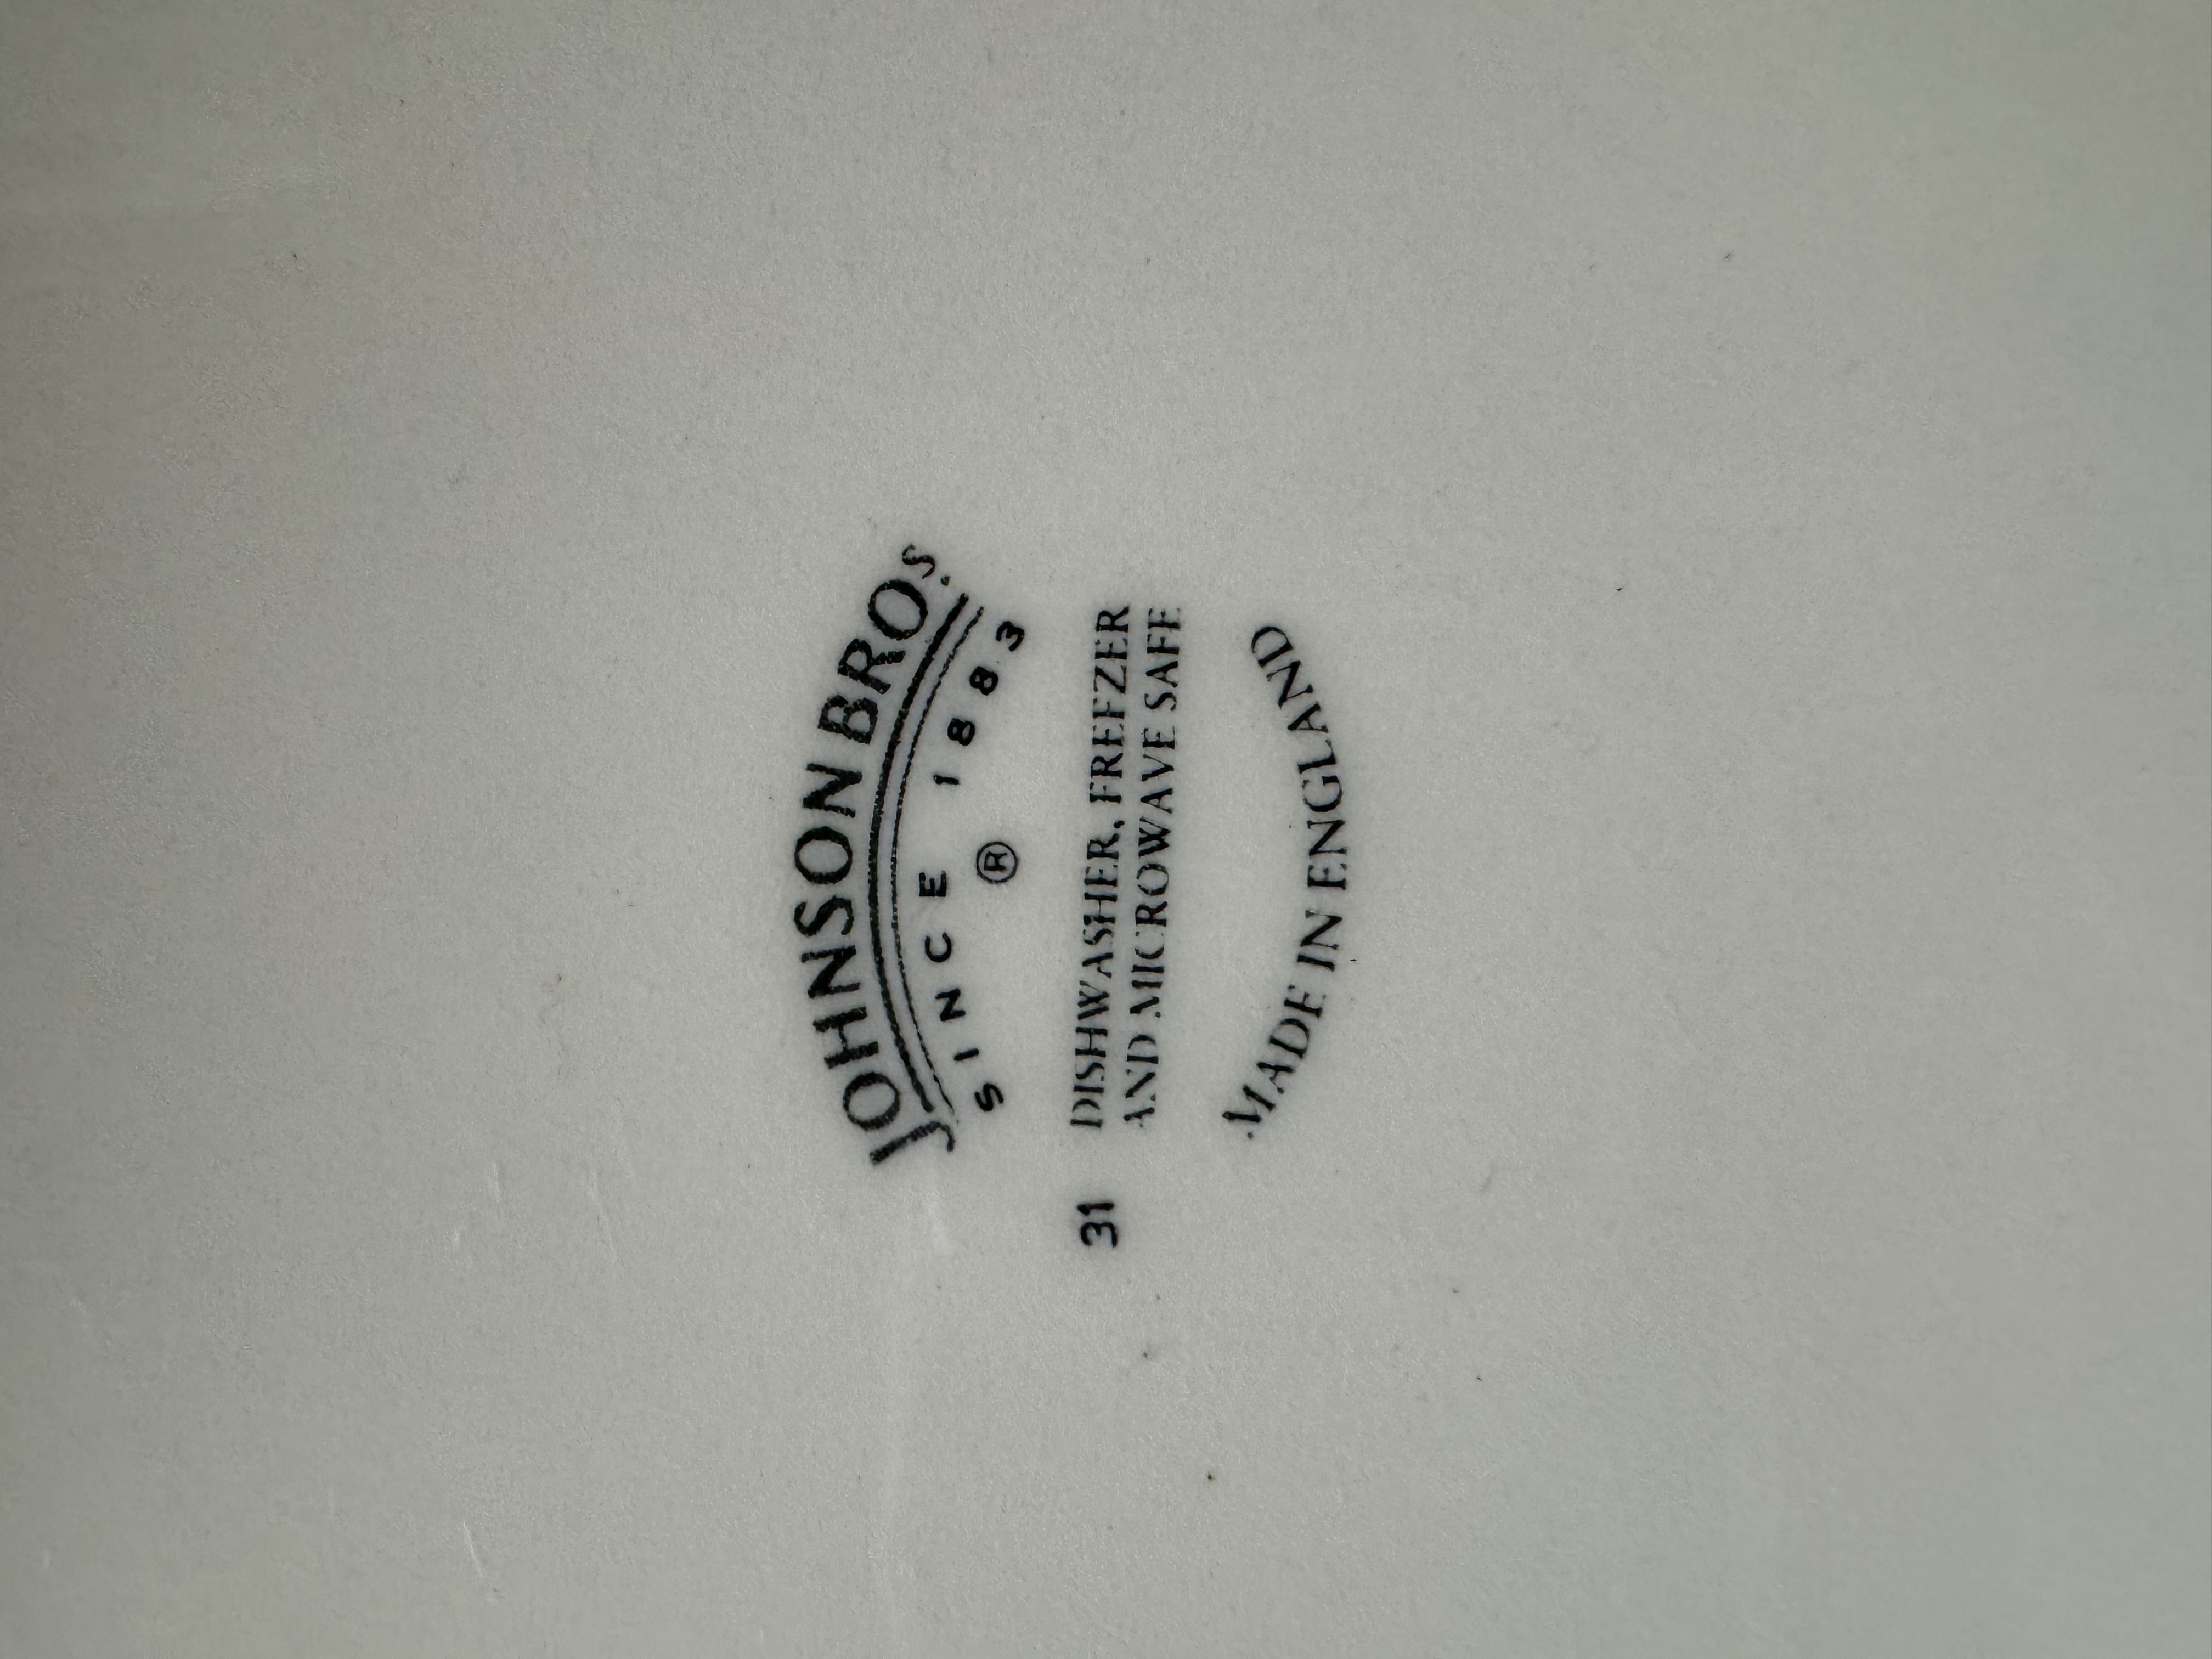 JOHNSON BROS.
SINCE 1883
®
31 DISHWASHER, FREEZER
AND MICROWAVE SAFE
MADE IN ENGLAND